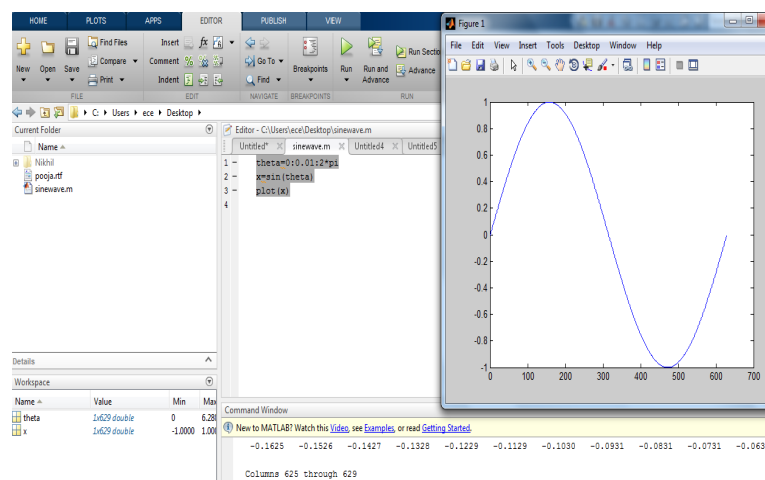 HOME PLOTS APPS EDITOR PUBLISH VIEW
New Open Save
Find Files
Compare
Print
Insert fx
Comment
Indent
Go To
Find
Breakpoints
Run
Run and Advance
Run Sectio
Advance
FILE EDIT NAVIGATE BREAKPOINTS RUN
C: Users ece Desktop
Current Folder
Name
Nikhil
pooja.rtf
sinewave.m
Details
Workspace
Name Value Min Max
theta 1x629 double 0 6.28
x 1x629 double -1.0000 1.00
Editor - C:\Users\ece\Desktop\sinewave.m
Untitled* sinewave.m Untitled4 Untitled5
1 - theta=0:0.01:2*pi
2 - x=sin(theta)
3 - plot(x)
4
Figure 1
File Edit View Insert Tools Desktop Window Help
1
0.8
0.6
0.4
0.2
0
-0.2
-0.4
-0.6
-0.8
-1
0 100 200 300 400 500 600 700
Command Window
New to MATLAB? Watch this Video, see Examples, or read Getting Started.
-0.1625 -0.1526 -0.1427 -0.1328 -0.1229 -0.1129 -0.1030 -0.0931 -0.0831 -0.0731 -0.063
Columns 625 through 629